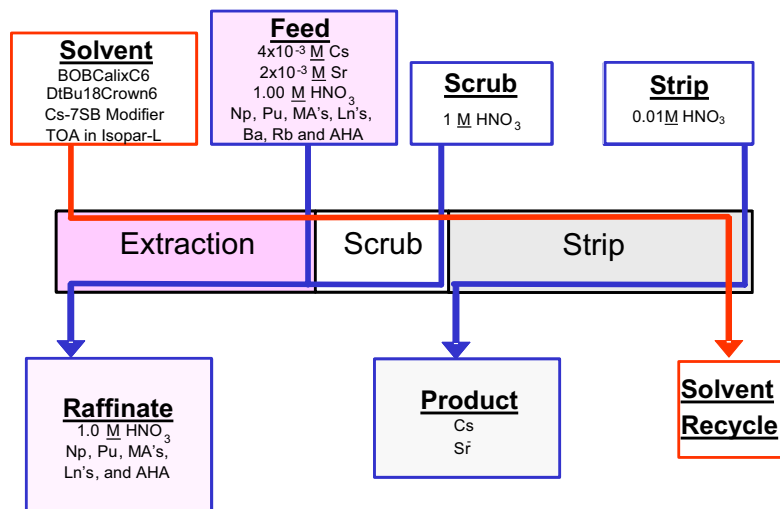 Solvent
BOBCalixC6
DtBu18Crown6
Cs-7SB Modifier
TOA in Isopar-L
Feed
4x10⁻³ M Cs
2x10⁻³ M Sr
1.00 M HNO₃
Np, Pu, MA's, Ln's,
Ba, Rb and AHA
Scrub
1 M HNO₃
Strip
0.01M HNO₃
Extraction
Scrub
Strip
Raffinate
1.0 M HNO₃
Np, Pu, MA's,
Ln's, and AHA
Product
Cs
Sr
Solvent
Recycle